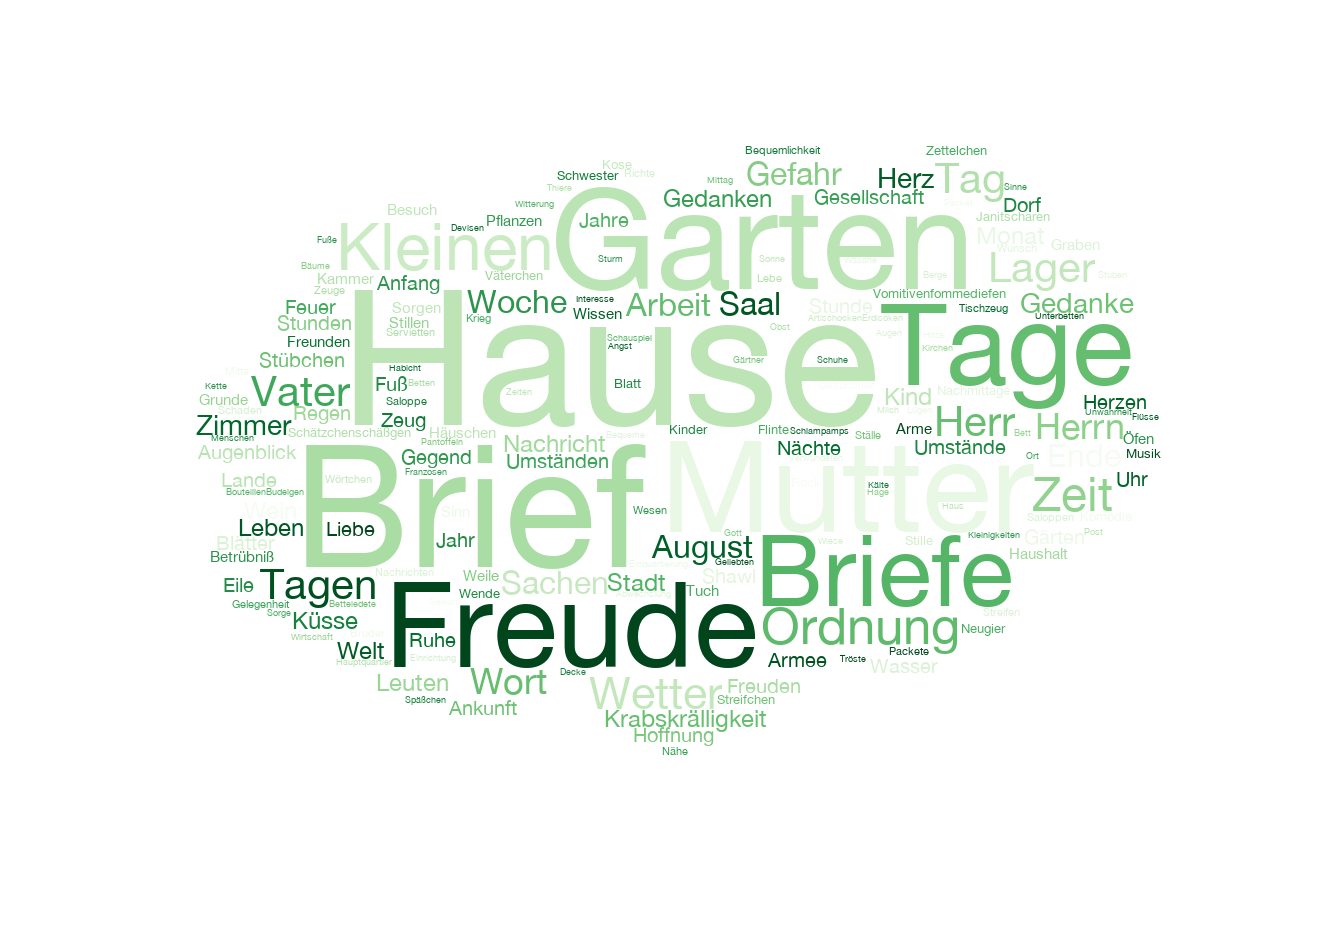 Bequemlichkeit
Zettelchen
Kose
Gefahr
Tag
Schwester
Richte
Herz
Mittag
Thiere
Sinne
Garten
Gedanken
Gesellschaft
Witterung
Dorf
Besuch
Pflanzen
Jahre
Janitscharen
Devisen
Kleinen
Monat
Fuße
Graben
Wunsch
Sturm
Sonne
Lager
Bäume
Berge
Stuben
Kammer
Väterchen
Lebe
Anfang
Zeuge
Vomitivenfommediefen
Hause
Woche
Interesse
Arbeit
Saal
Stunde
Gedanke
Feuer
Sorgen
Tischzeug
Wissen
Krieg
Artischocken
Erdtoken
Unterbetten
Stunden
Stillen
Obst
Tage
Servietten
Augen
Freunden
Schauspiel
Angst
Kirchen
Stübchen
Gärtner
Schuhe
Habicht
Mitte
Vater
Fuß
Betten
Blatt
Kette
Zeiten
Kind
Nachmittage
Grunde
Saloppe
Herzen
Schaden
Regen
Milch
Unwahrheit
Flüsse
Zimmer
Zeug
Herr
Herrn
Schätzchenschäßgen
Häuschen
Kinder
Flinte
Schlampamps
Arme
Bett
Menschen
Pantoffeln
Bequeme
Ställe
Öfen
Augenblick
Nachricht
Nächte
Umstände
Musik
Gegend
Umständen
Ort
Ende
Franzosen
Brief
Mutter
Lande
Wörtchen
Kälte
Uhr
Bouteillen
Budelgen
Hage
Zeit
Wein
Sinn
Wesen
Haus
Saloppen
Komödie
Leben
Liebe
Gott
Kleinigkeiten
Post
Blätter
Jahr
August
Wiese
Stille
Gärten
Betrübniß
Geliebten
Briefe
Haushalt
Nachrichten
Weile
Shawl
Eile
Tagen
Sachen
Stadt
Wende
Tuch
Gelegenheit
Betteledete
Freude
Sorge
Streifen
Küsse
Ordnung
Neugier
Wirtschaft
Ruhe
Welt
Packete
Hauptquartier
Einrichtung
Armee
Tröste
Wasser
Decke
Leuten
Wort
Wetter
Freuden
Späßchen
Streifchen
Ankunft
Krabskrälligkeit
Hoffnung
Nähe